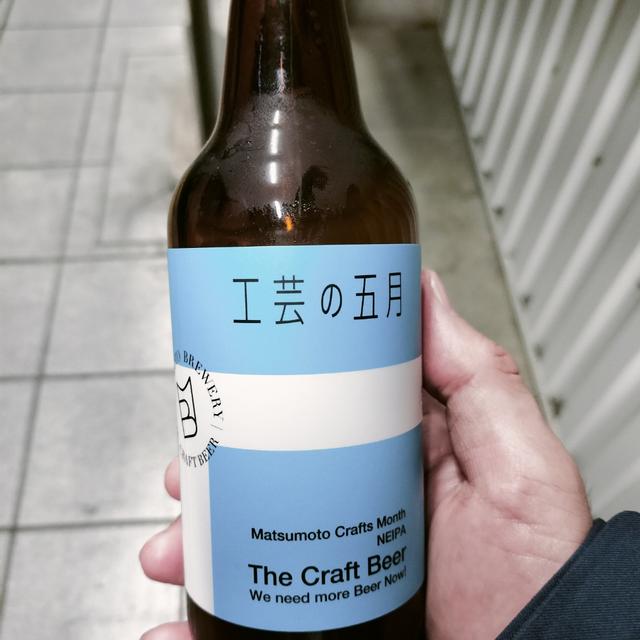 工芸の五月
BREWERY /
CRAFT BEER
Matsumoto Crafts Month
NEIPA
The Craft Beer
We need more Beer Now!